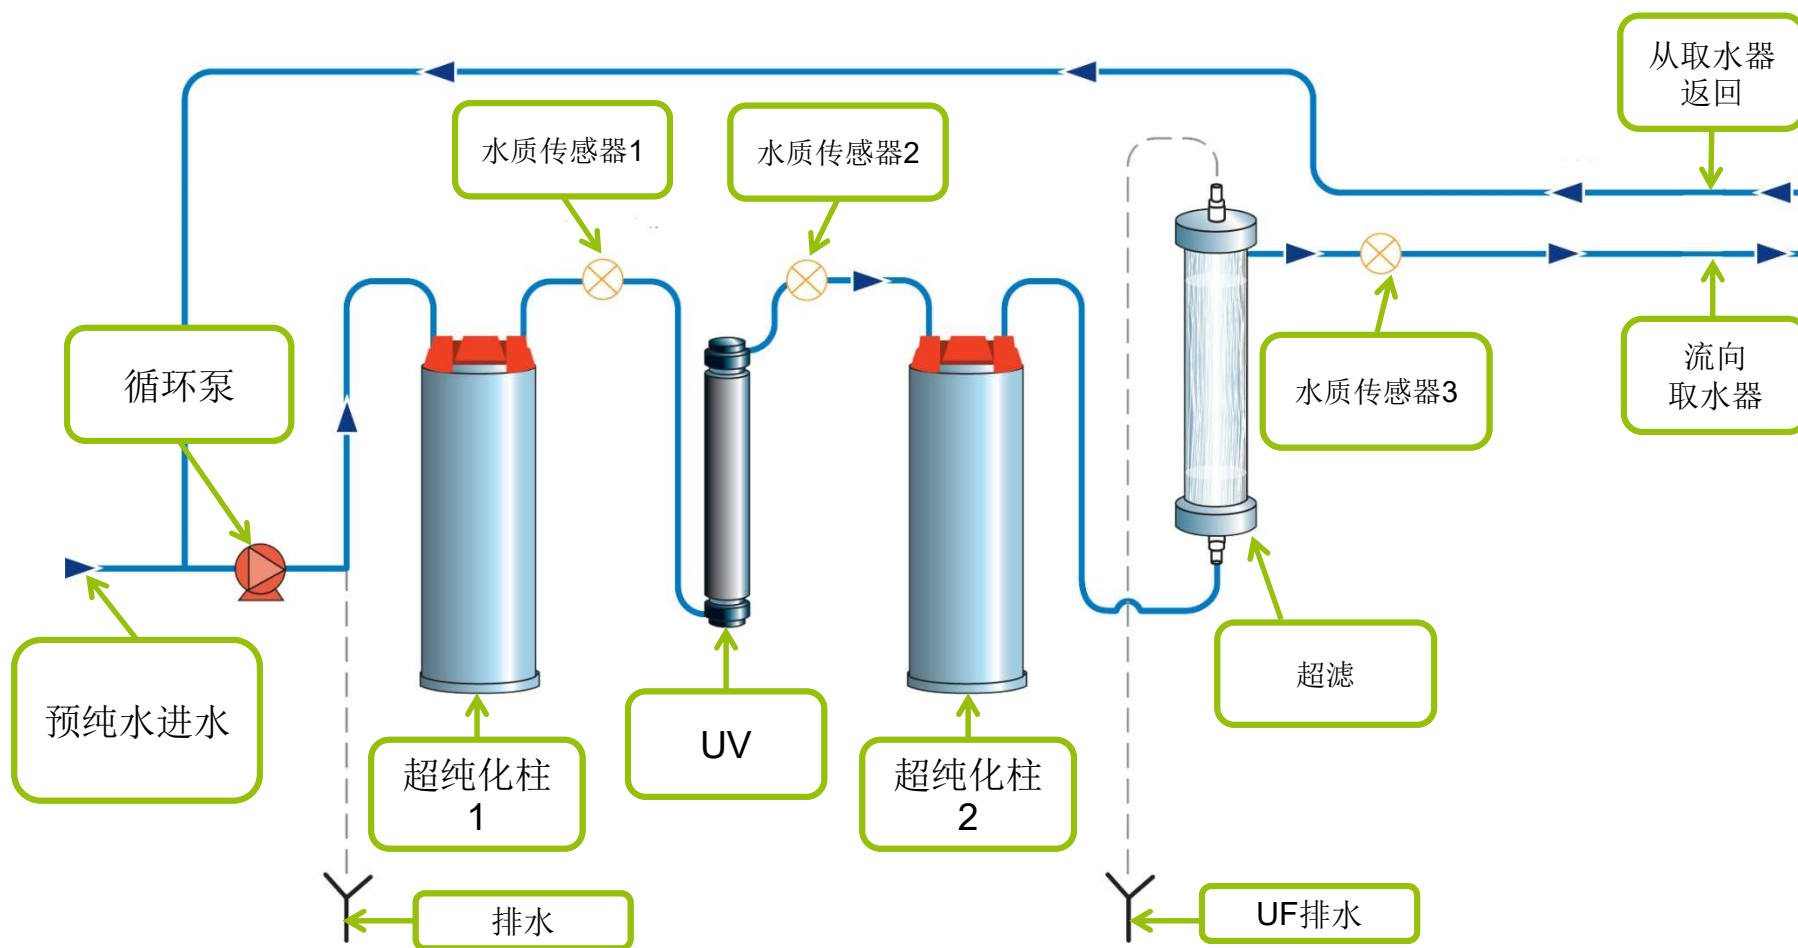 从取水器
返回
水质传感器1
水质传感器2
循环泵
水质传感器3
流向
取水器
预纯水进水
超纯化柱
1
UV
超纯化柱
2
超滤
排水
UF排水